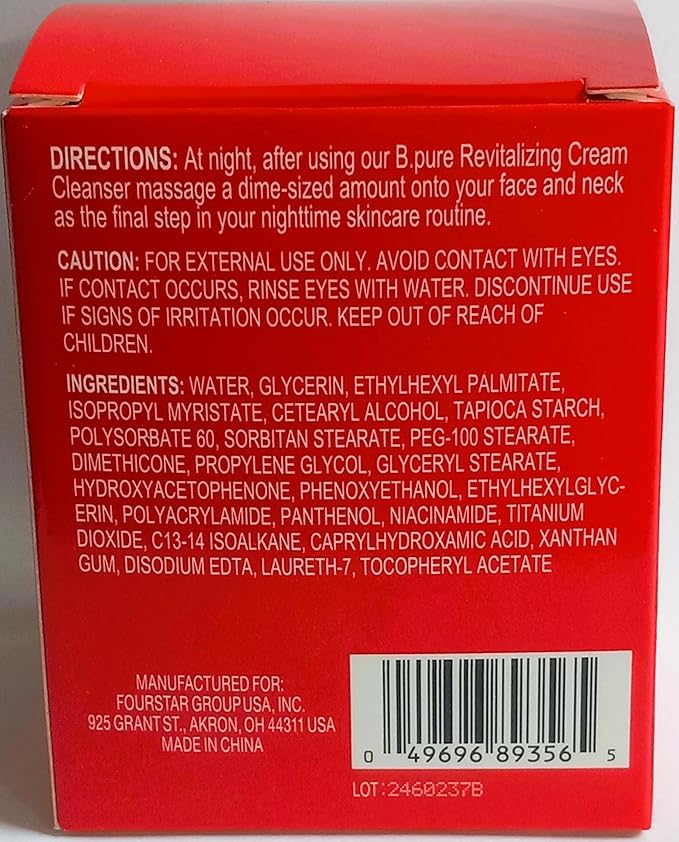 DIRECTIONS: At night, after using our B.pure Revitalizing Cream
Cleanser massage a dime-sized amount onto your face and neck
as the final step in your nighttime skincare routine.
CAUTION: FOR EXTERNAL USE ONLY. AVOID CONTACT WITH EYES.
IF CONTACT OCCURS, RINSE EYES WITH WATER. DISCONTINUE USE
IF SIGNS OF IRRITATION OCCUR. KEEP OUT OF REACH OF
CHILDREN.
INGREDIENTS: WATER, GLYCERIN, ETHYLHEXYL PALMITATE,
ISOPROPYL MYRISTATE, CETEARYL ALCOHOL, TAPIOCA STARCH,
POLYSORBATE 60, SORBITAN STEARATE, PEG-100 STEARATE,
DIMETHICONE, PROPYLENE GLYCOL, GLYCERYL STEARATE,
HYDROXYACETOPHENONE, PHENOXYETHANOL, ETHYLHEXYLGLYC-
ERIN, POLYACRYLAMIDE, PANTHENOL, NIACINAMIDE, TITANIUM
DIOXIDE, C13-14 ISOALKANE, CAPRYLHYDROXAMIC ACID, XANTHAN
GUM, DISODIUM EDTA, LAURETH-7, TOCOPHERYL ACETATE
MANUFACTURED FOR:
FOURSTAR GROUP USA, INC.
925 GRANT ST., AKRON, OH 44311 USA
MADE IN CHINA
0 49696 89356 5
LOT:2460237B